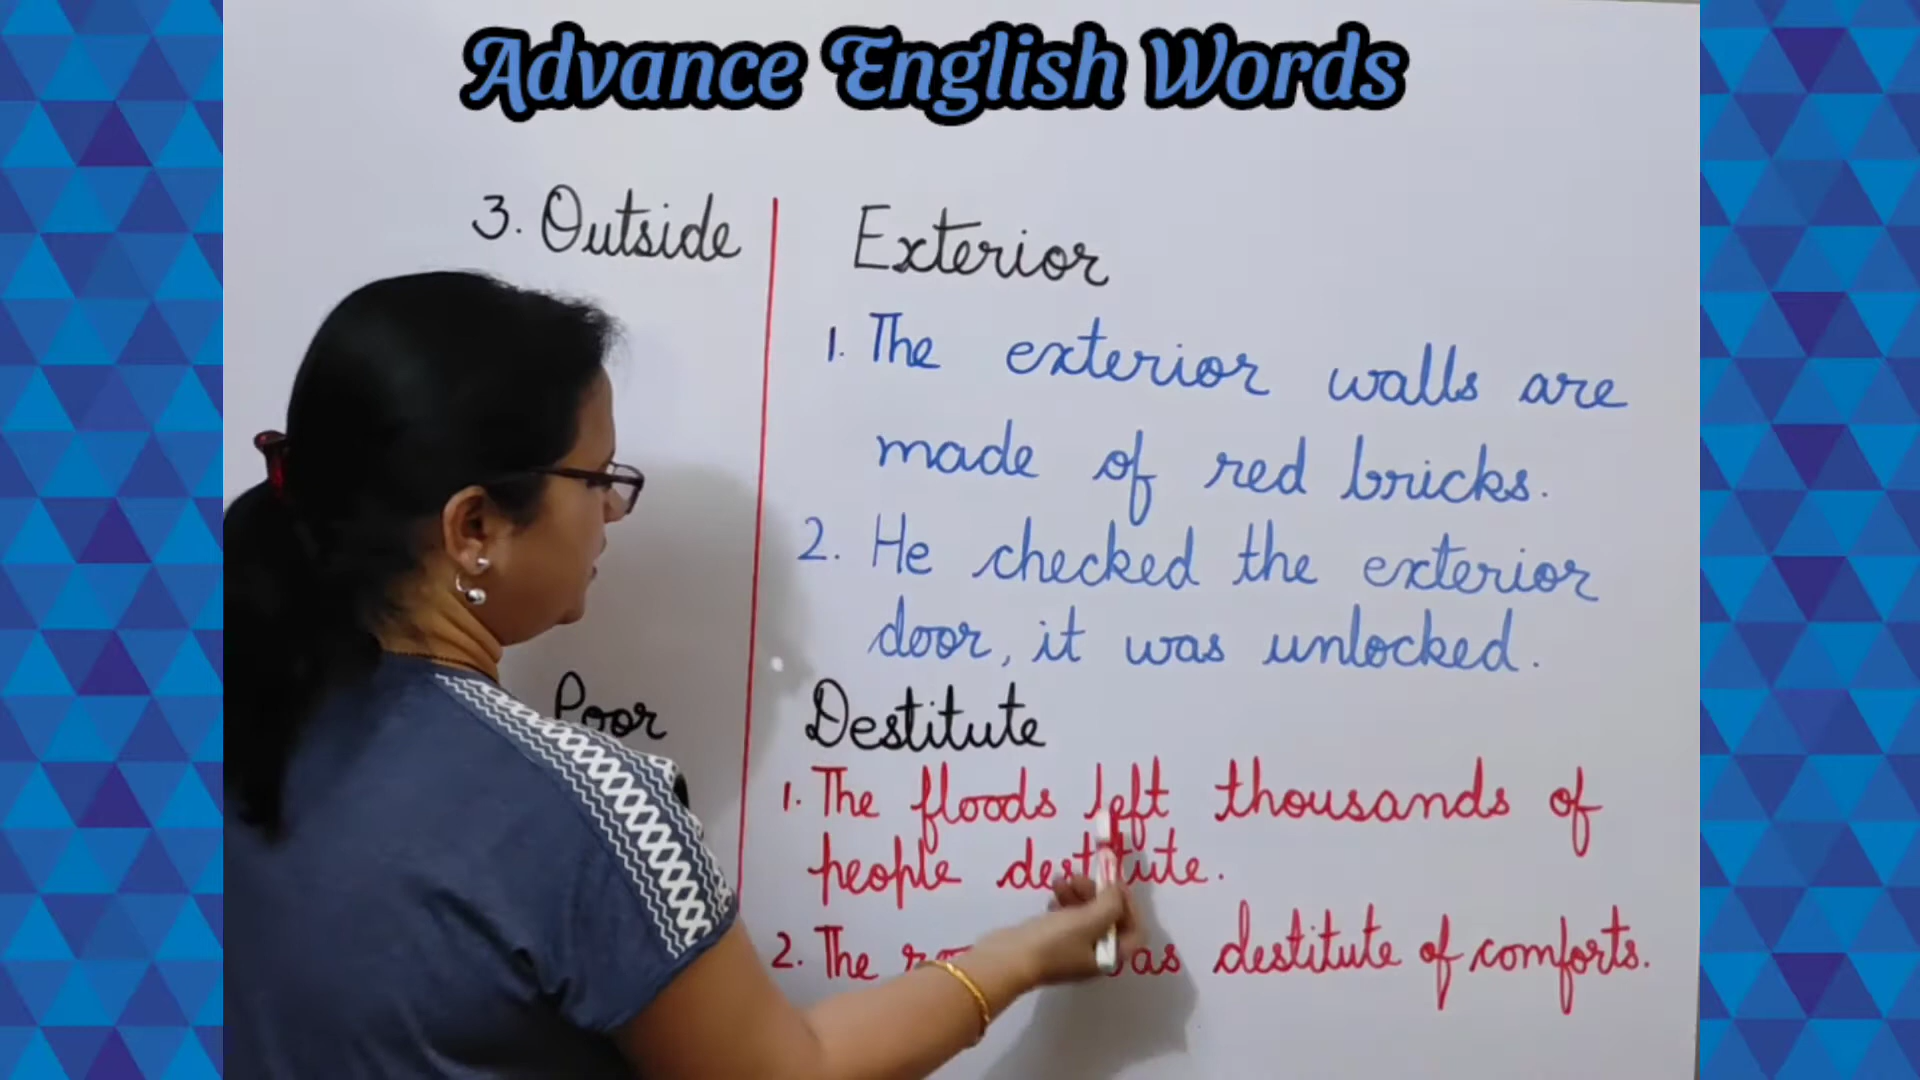 Advance English Words
3. Outside Exterior
1. The exterior walls are
made of red bricks.
2. He checked the exterior
door, it was unlocked.
Poor Destitute
1. The floods left thousands of
people destitute.
2. The was destitute of comforts.